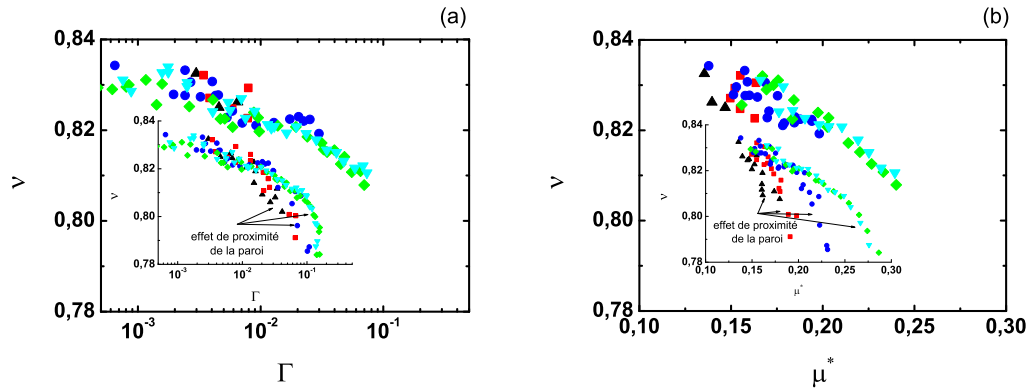 (a)
0,84
0,82
0,80
0,78
ν
10⁻³ 10⁻² 10⁻¹
Γ
0,84
0,82
0,80
0,78
ν
10⁻³ 10⁻² 10⁻¹
Γ
effet de proximité
de la paroi
(b)
0,84
0,82
0,80
0,78
ν
0,10 0,15 0,20 0,25 0,30
μ*
0,84
0,82
0,80
0,78
ν
0,10 0,15 0,20 0,25 0,30
μ*
effet de proximité
de la paroi